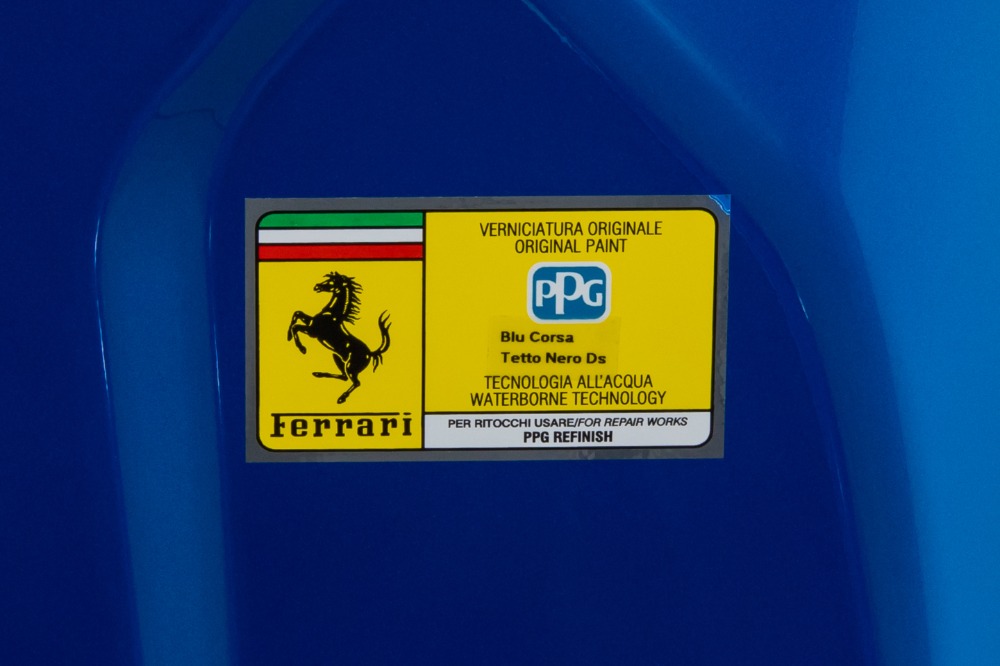 Ferrari
VERNICIATURA ORIGINALE
ORIGINAL PAINT
PPG
Blu Corsa
Tetto Nero Ds
TECNOLOGIA ALL'ACQUA
WATERBORNE TECHNOLOGY
PER RITOCCHI USARE/FOR REPAIR WORKS
PPG REFINISH